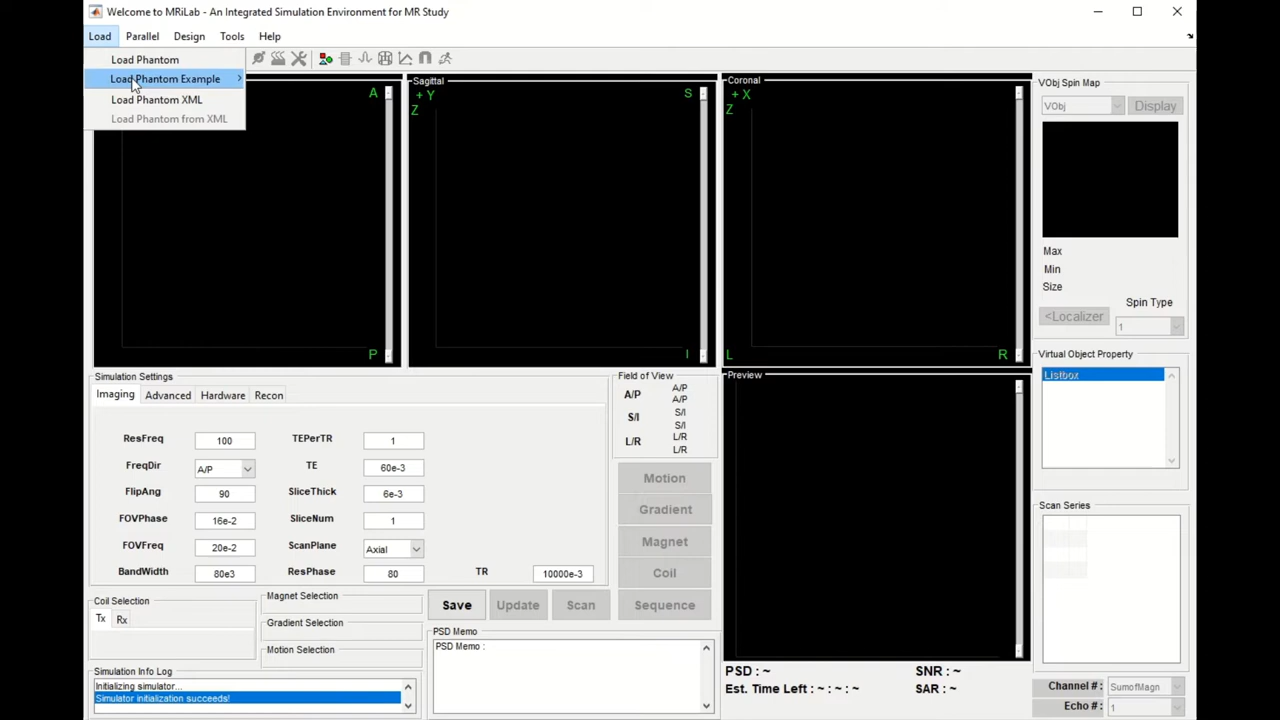 Welcome to MRiLab - An Integrated Simulation Environment for MR Study
Load Parallel Design Tools Help
Load Phantom
Load Phantom Example
Load Phantom XML
Load Phantom from XML
A
P
Sagittal
+ Y
Z
S
I
Coronal
+ X
Z
L
R
VObj Spin Map
VObj Display
Max
Min
Size
Spin Type
<Localizer 1
Virtual Object Property
Listbox
Simulation Settings
Imaging Advanced Hardware Recon
ResFreq 100 TEPerTR 1
FreqDir A/P TE 60e-3
FlipAng 90 SliceThick 6e-3
FOVPhase 16e-2 SliceNum 1
FOVFreq 20e-2 ScanPlane Axial
BandWidth 80e3 ResPhase 80 TR 10000e-3
Field of View
A/P A/P
A/P
S/I S/I
S/I
L/R L/R
L/R
Motion
Gradient
Magnet
Coil
Sequence
Preview
Scan Series
Coil Selection
Tx Rx
Magnet Selection
Gradient Selection
Motion Selection
Save Update Scan
PSD Memo
PSD Memo :
Simulation Info Log
Initializing simulator...
Simulator initialization succeeds!
PSD : ~ SNR : ~
Est. Time Left : ~ : ~ : ~ SAR : ~
Channel # : SumofMagn
Echo # : 1